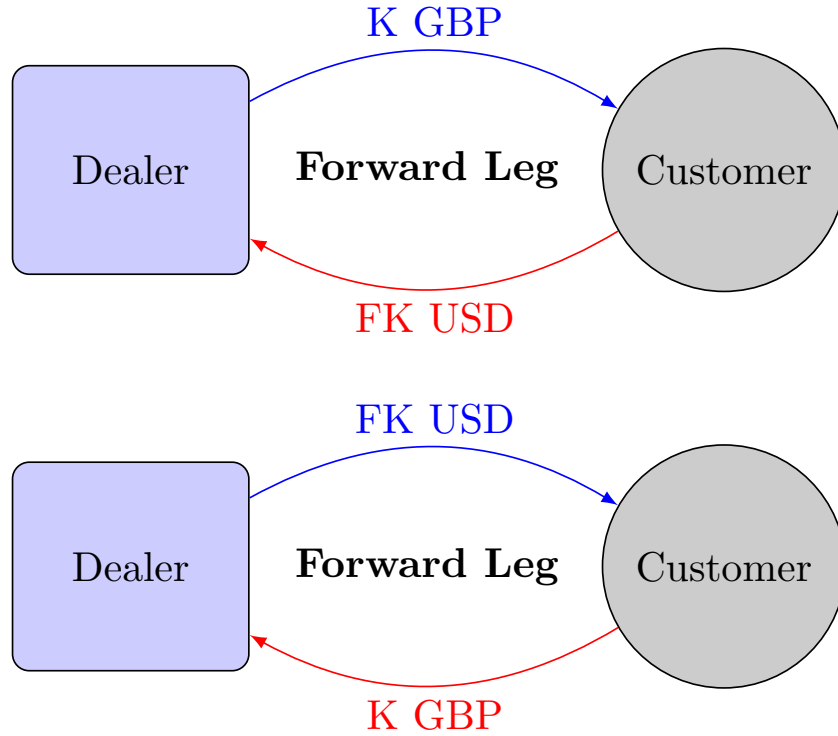 K GBP
Dealer
Forward Leg
Customer
FK USD
FK USD
Dealer
Forward Leg
Customer
K GBP